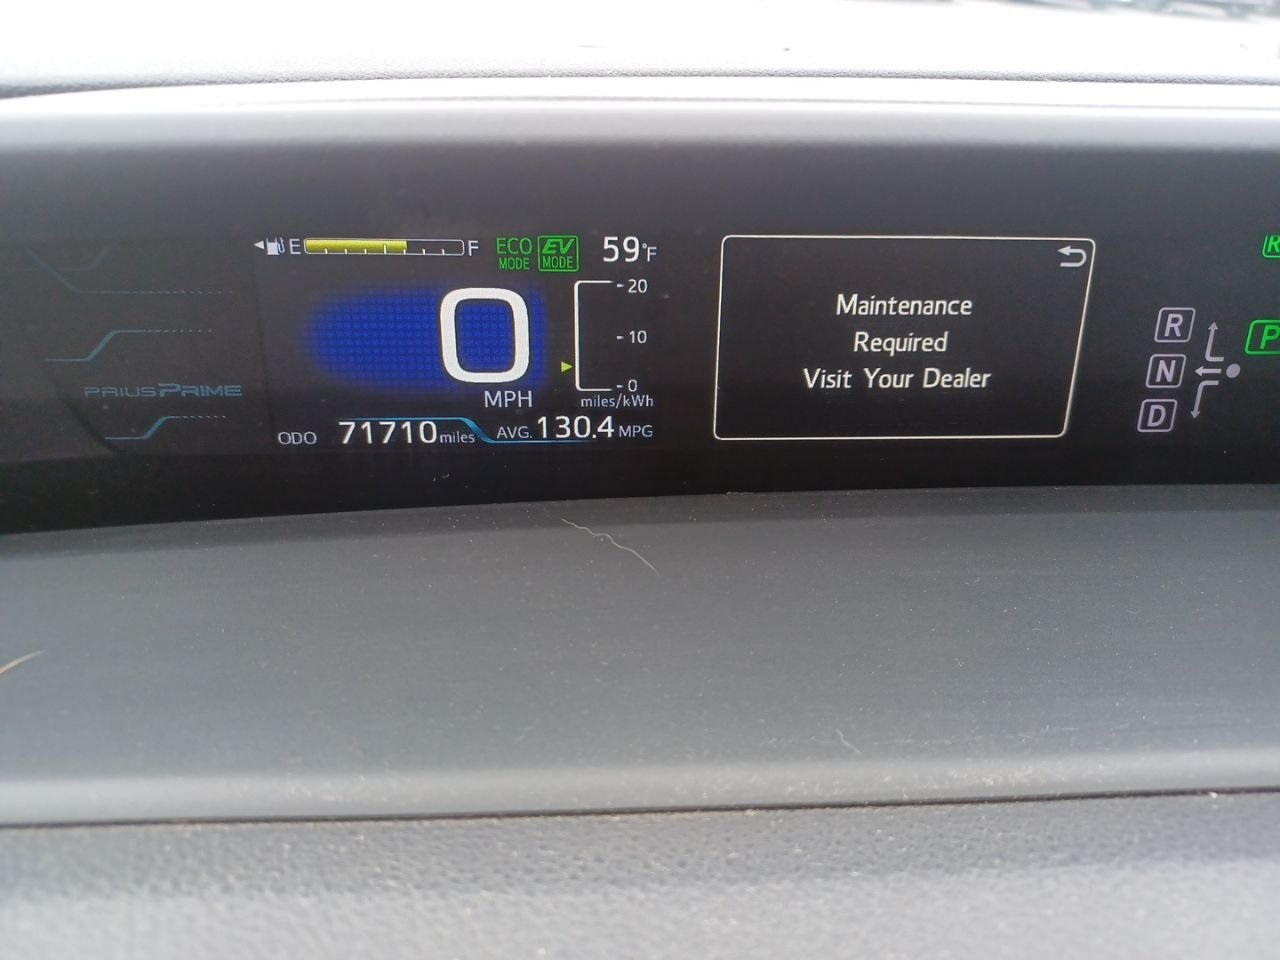 E F ECO MODE EV MODE 59°F
0 MPH
20
10
0
miles/kWh
PRIUS PRIME
ODO 71710 miles AVG. 130.4 MPG
Maintenance
Required
Visit Your Dealer
R
N
D
P